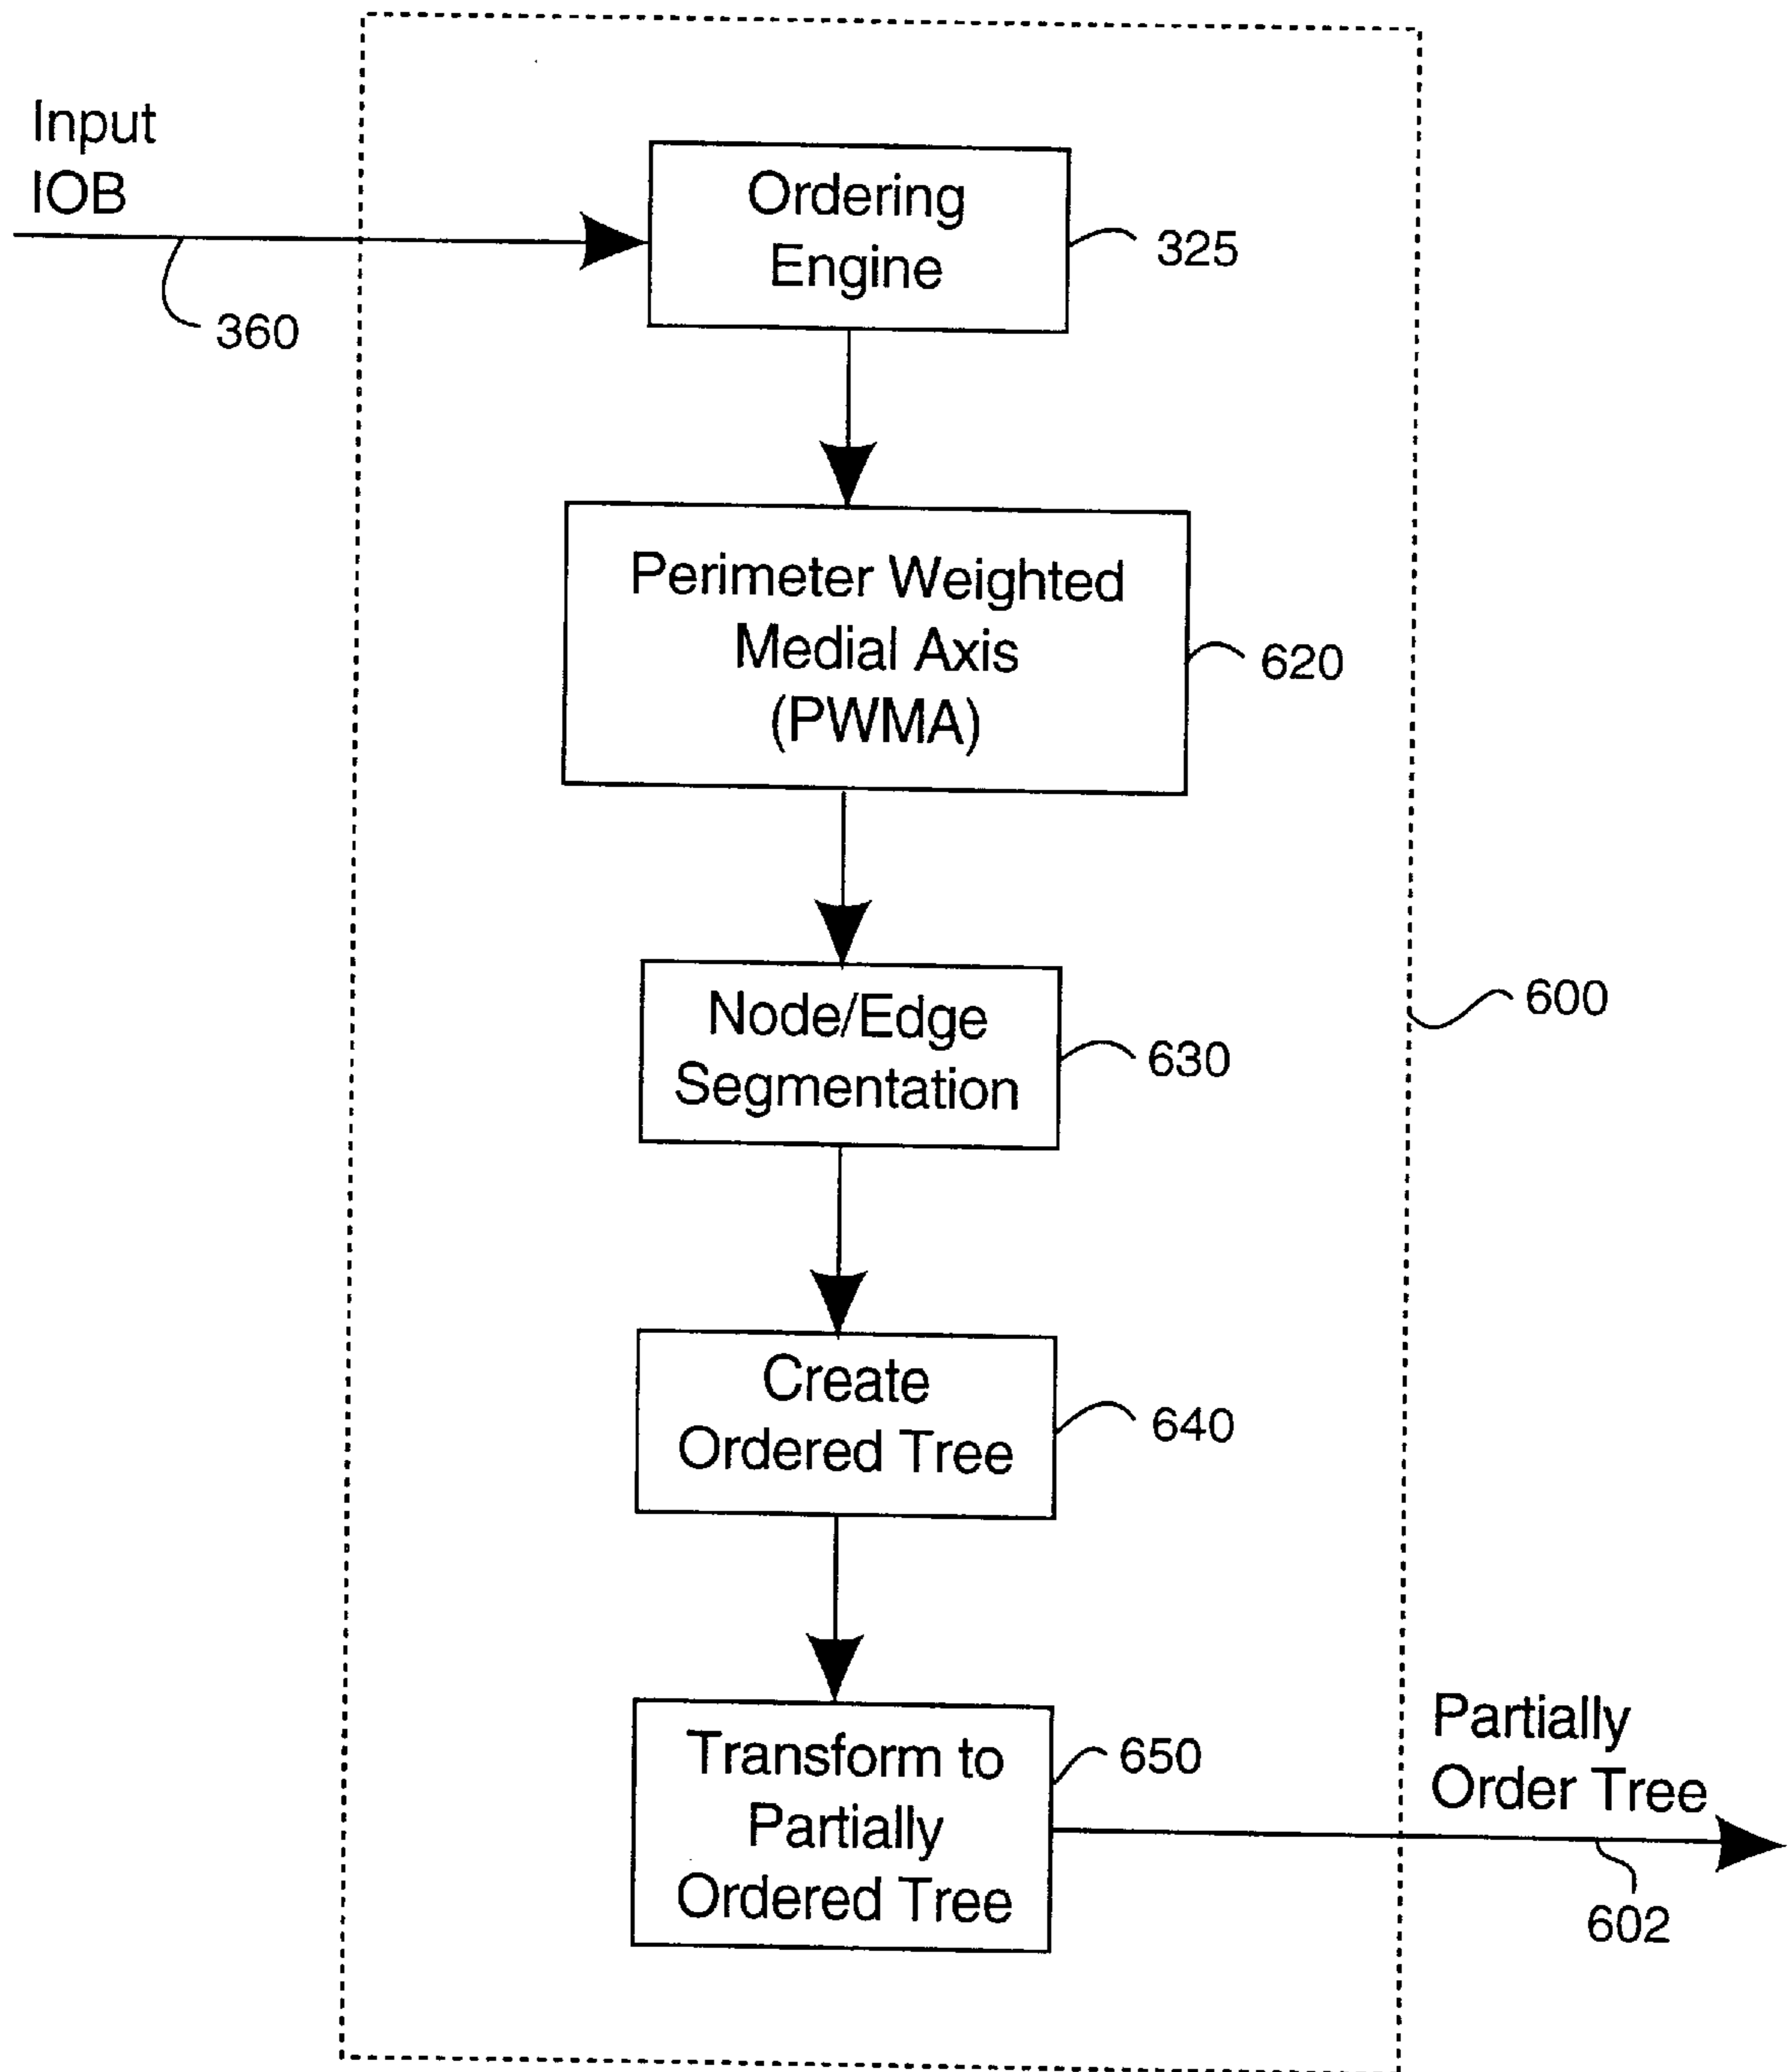 Input
IOB
360
Ordering
Engine
325
Perimeter Weighted
Medial Axis
(PWMA)
620
Node/Edge
Segmentation
630
600
Create
Ordered Tree
640
Transform to
Partially
Ordered Tree
650
Partially
Order Tree
602